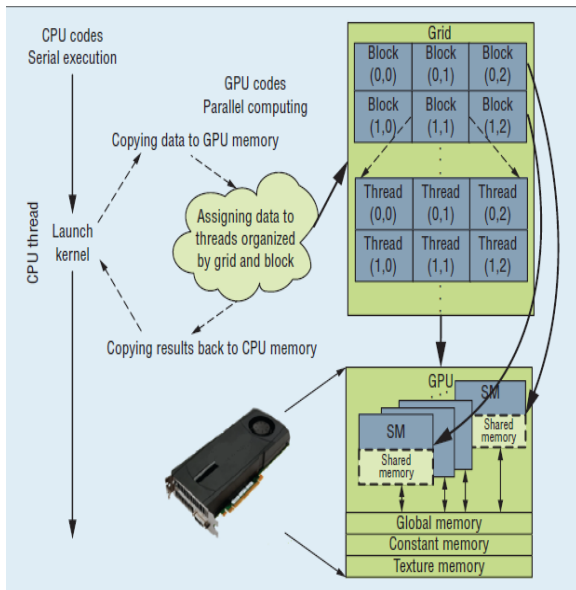 CPU codes
Serial execution
GPU codes
Parallel computing
Copying data to GPU memory
CPU thread
Launch
kernel
Assigning data to
threads organized
by grid and block
Copying results back to CPU memory
Grid
Block Block Block
(0,0) (0,1) (0,2)
Block Block Block
(1,0) (1,1) (1,2)
Thread Thread Thread
(0,0) (0,1) (0,2)
Thread Thread Thread
(1,0) (1,1) (1,2)
GPU
SM
Shared
memory
SM
Shared
memory
Global memory
Constant memory
Texture memory